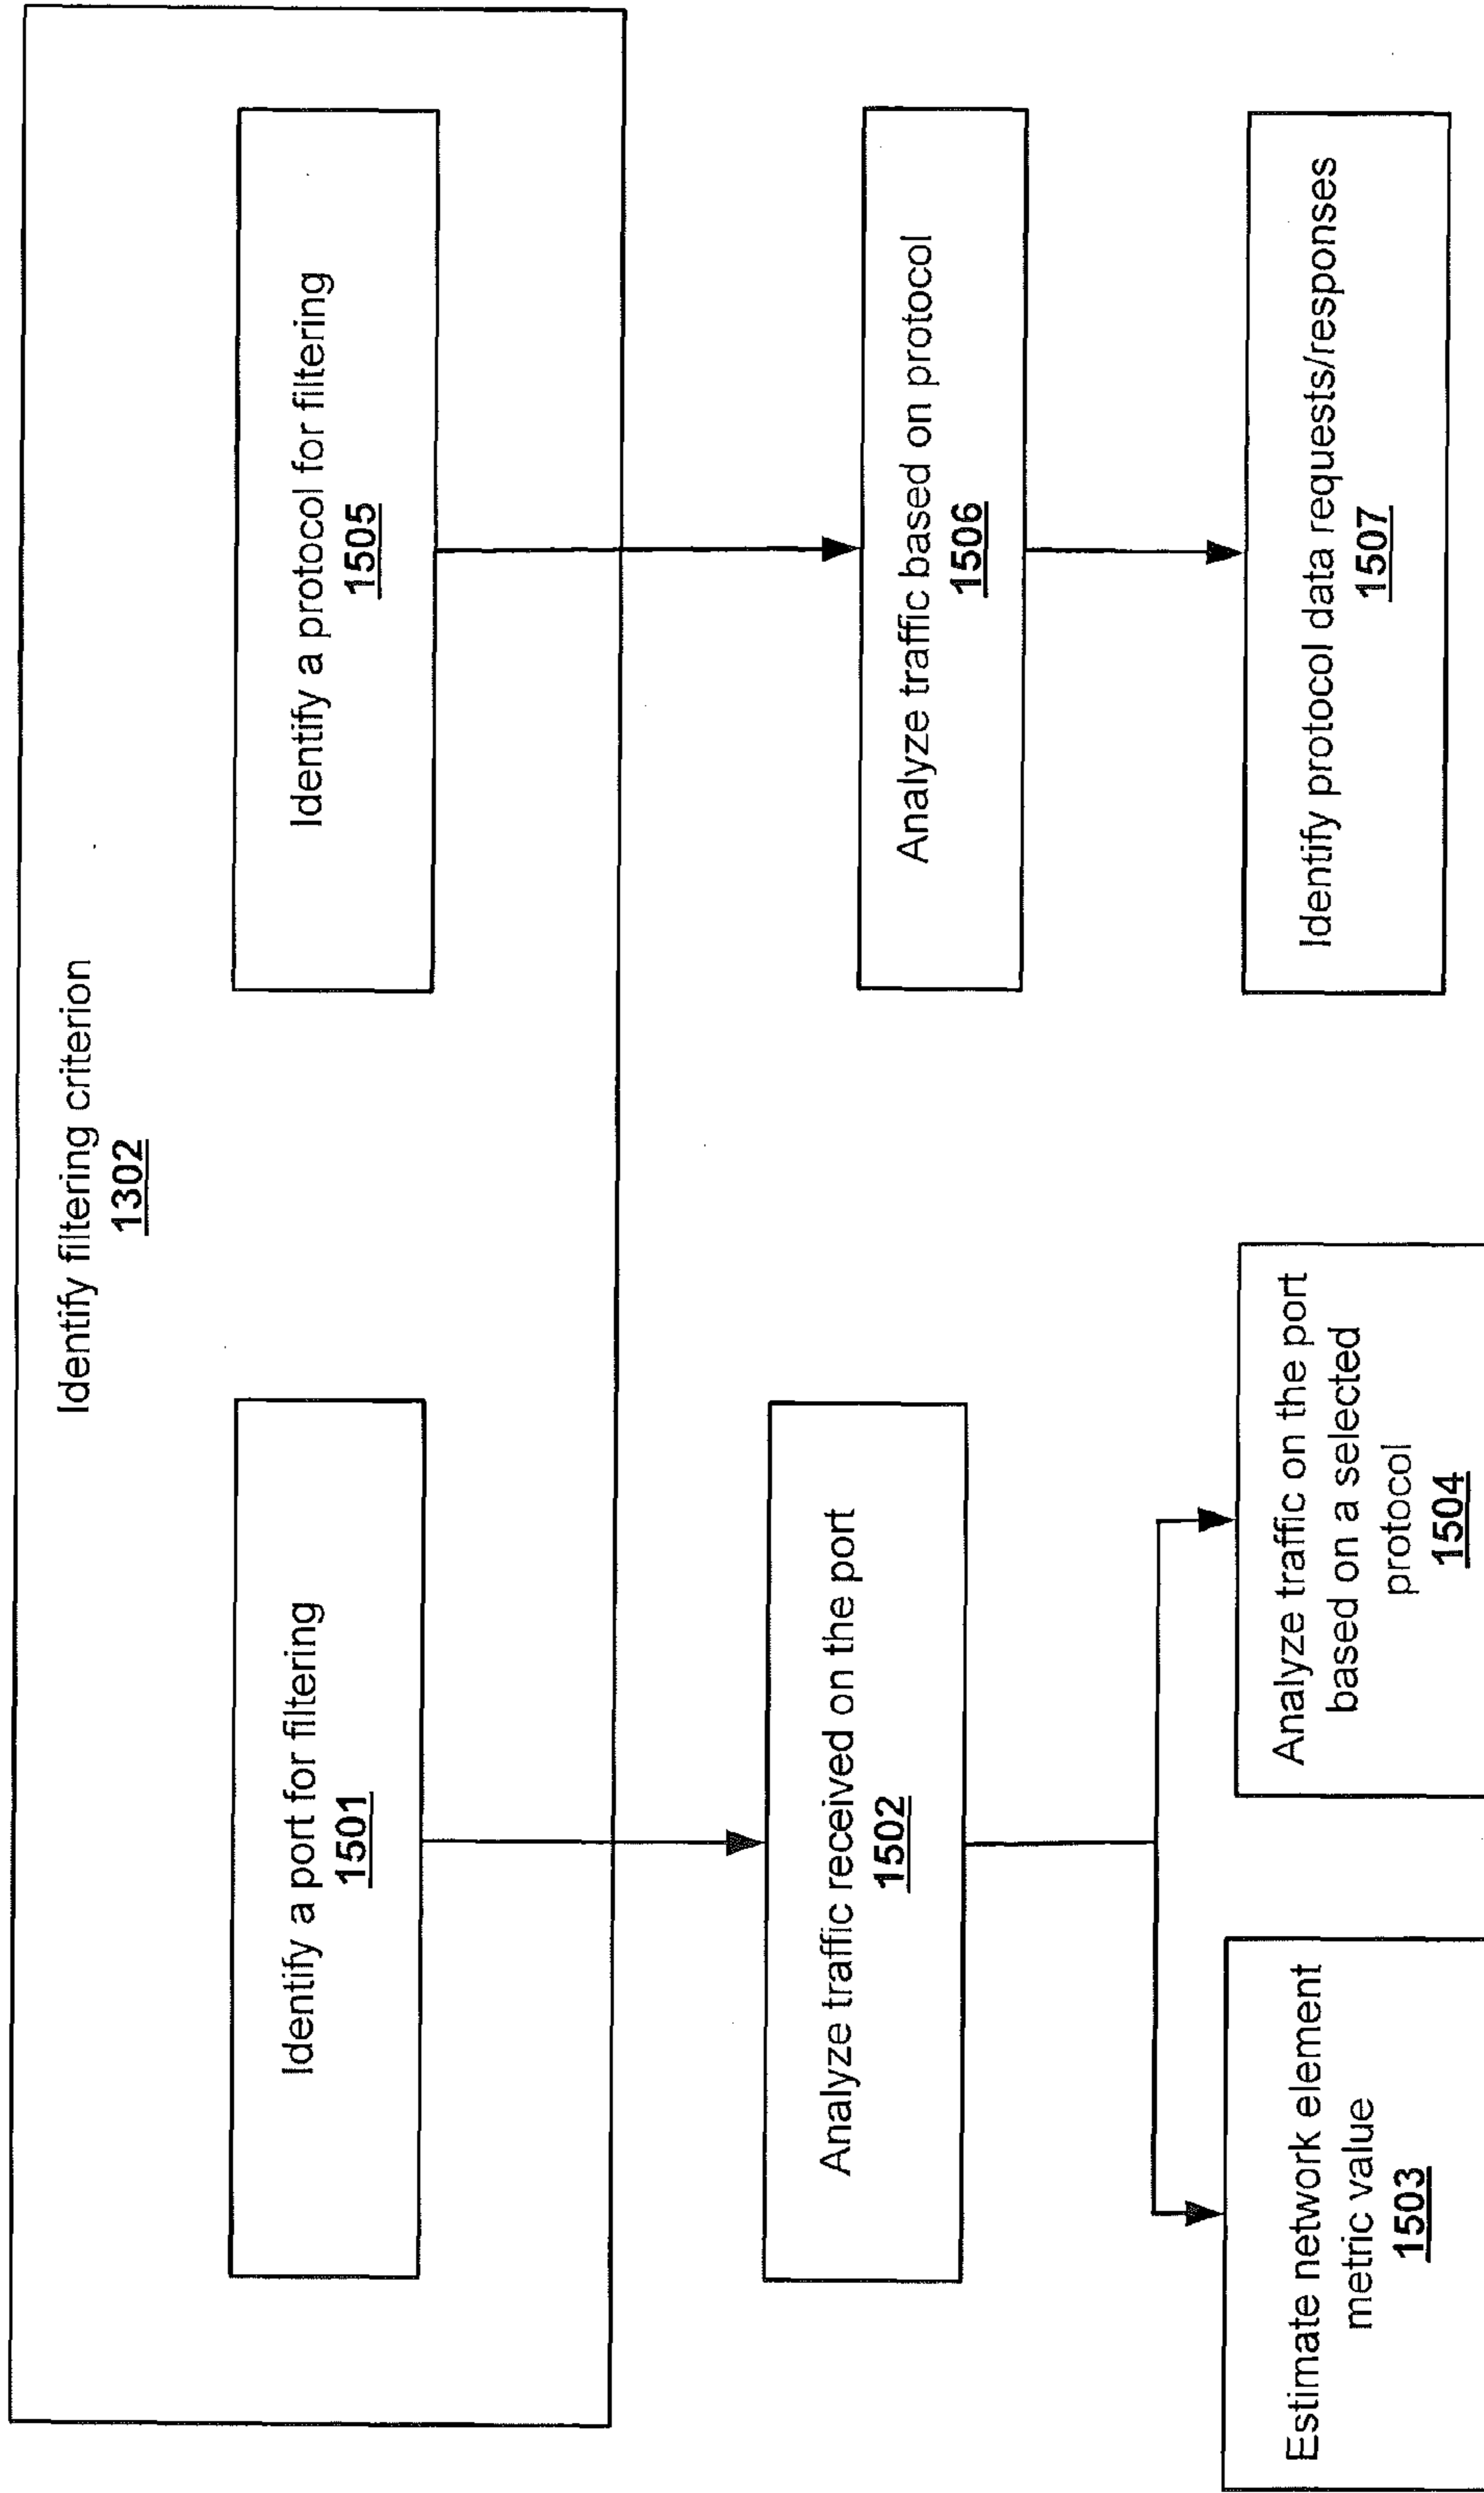 Identify filtering criterion
1302
Identify a port for filtering
1501
Identify a protocol for filtering
1505
Analyze traffic received on the port
1502
Analyze traffic based on protocol
1506
Estimate network element
metric value
1503
Analyze traffic on the port
based on a selected
protocol
1504
Identify protocol data requests/responses
1507